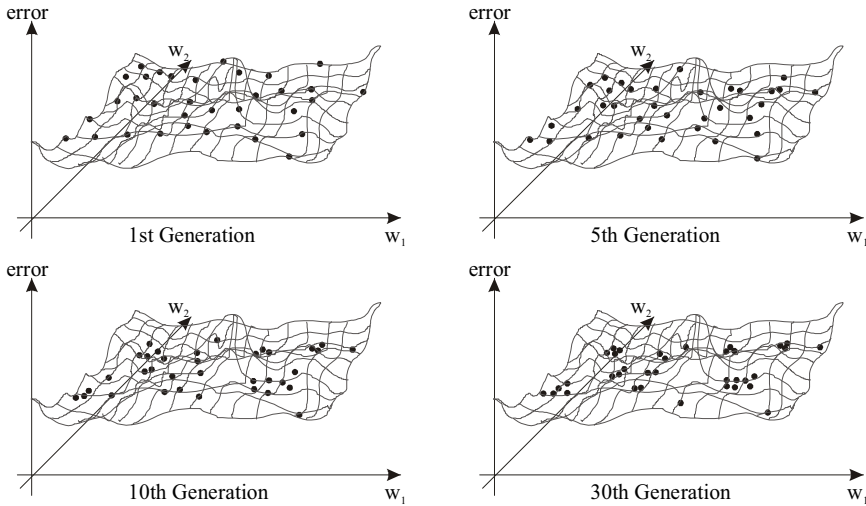 error
W₂
1st Generation
W₁
error
W₂
5th Generation
W₁
error
W₂
10th Generation
W₁
error
W₂
30th Generation
W₁